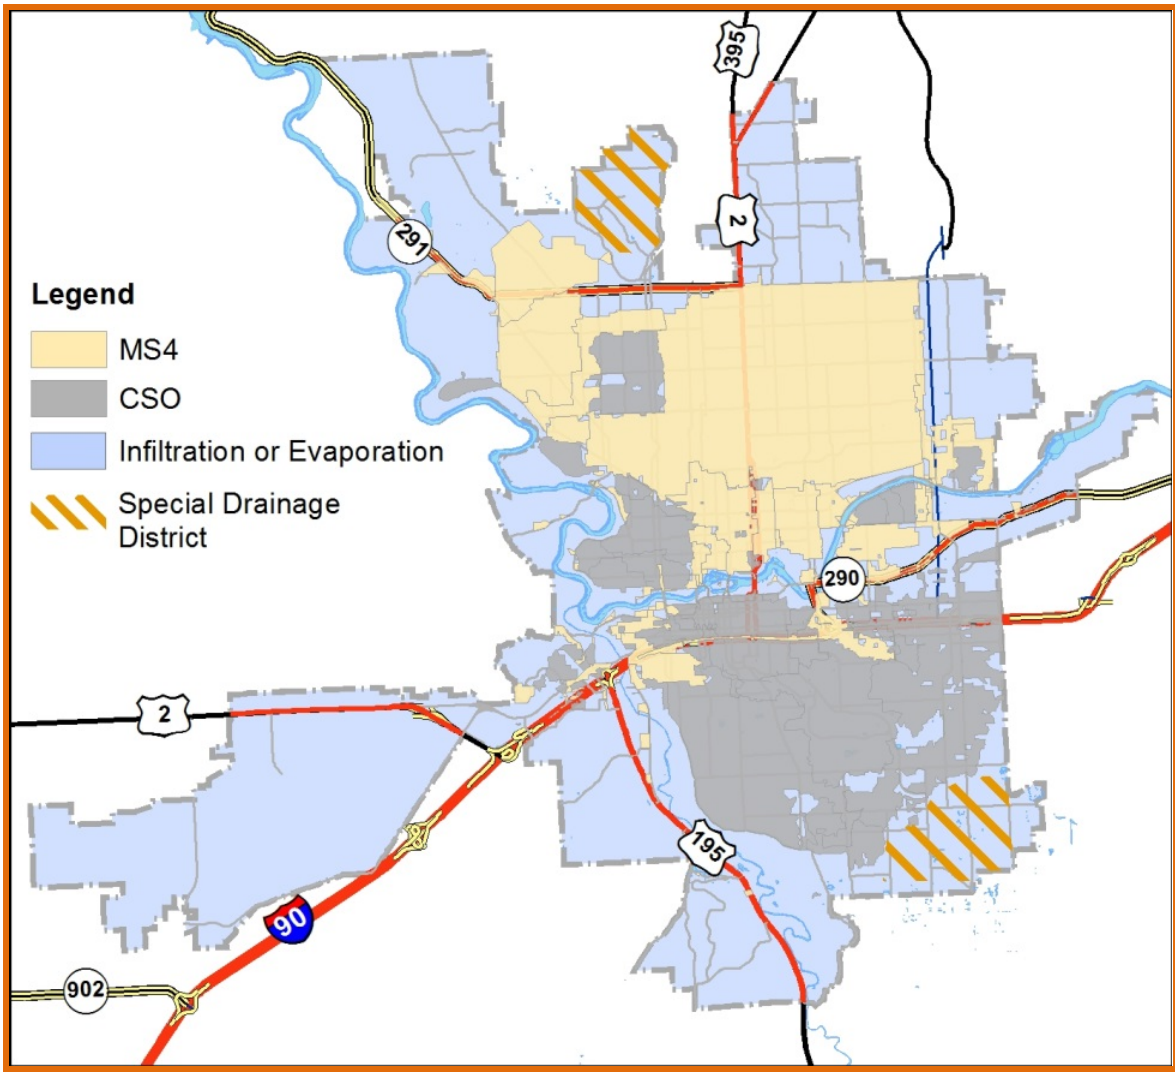 395
2
291
Legend
MS4
CSO
Infiltration or Evaporation
Special Drainage
District
290
2
195
90
902